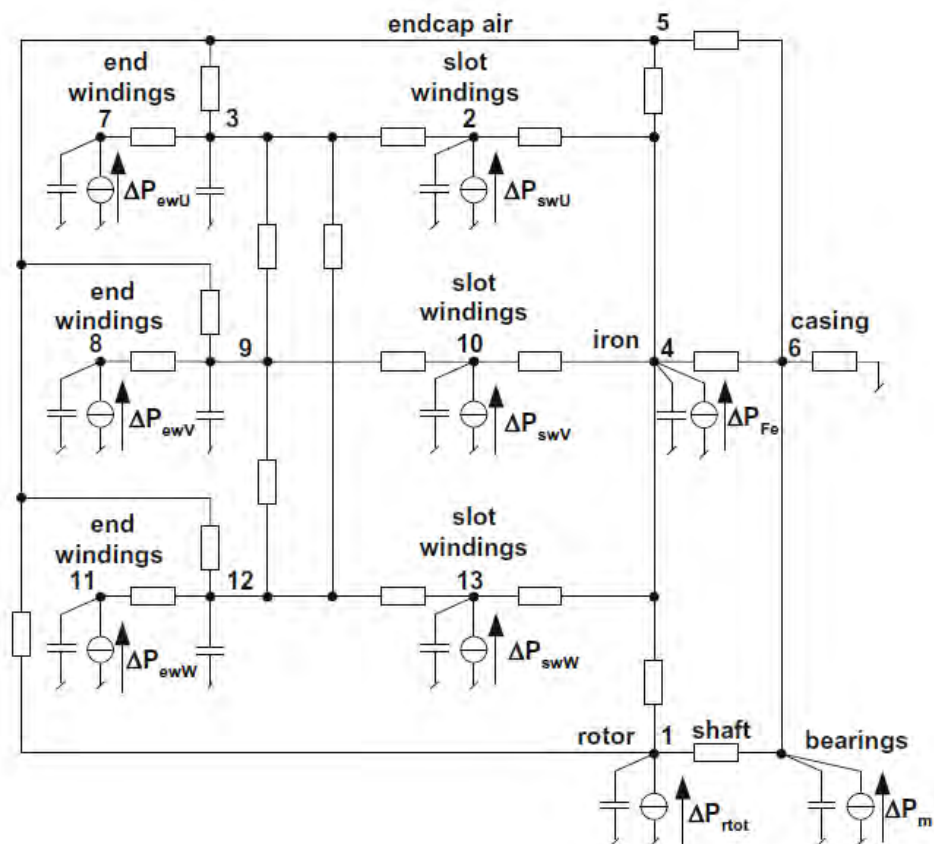 endcap air 5
end
windings
slot
windings
7 3 2
ΔP_ewU ΔP_swU
end
windings
slot
windings
iron casing
8 9 10 4 6
ΔP_ewV ΔP_swV ΔP_Fe
end
windings
slot
windings
11 12 13
ΔP_ewW ΔP_swW
rotor 1 shaft bearings
ΔP_rtot ΔP_m